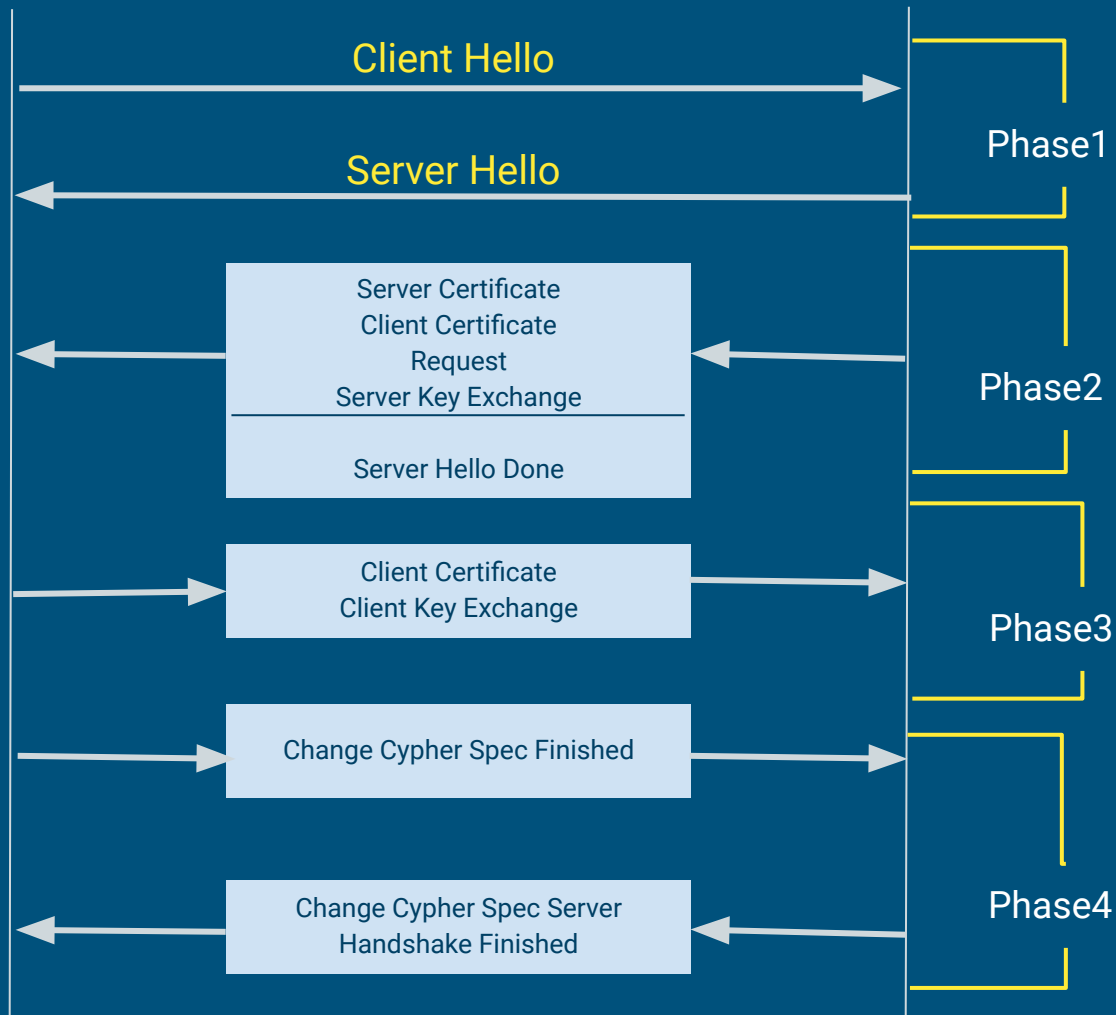 Client Hello
Phase1
Server Hello
Server Certificate
Client Certificate
Request
Server Key Exchange
Phase2
Server Hello Done
Client Certificate
Client Key Exchange
Phase3
Change Cypher Spec Finished
Change Cypher Spec Server
Handshake Finished
Phase4